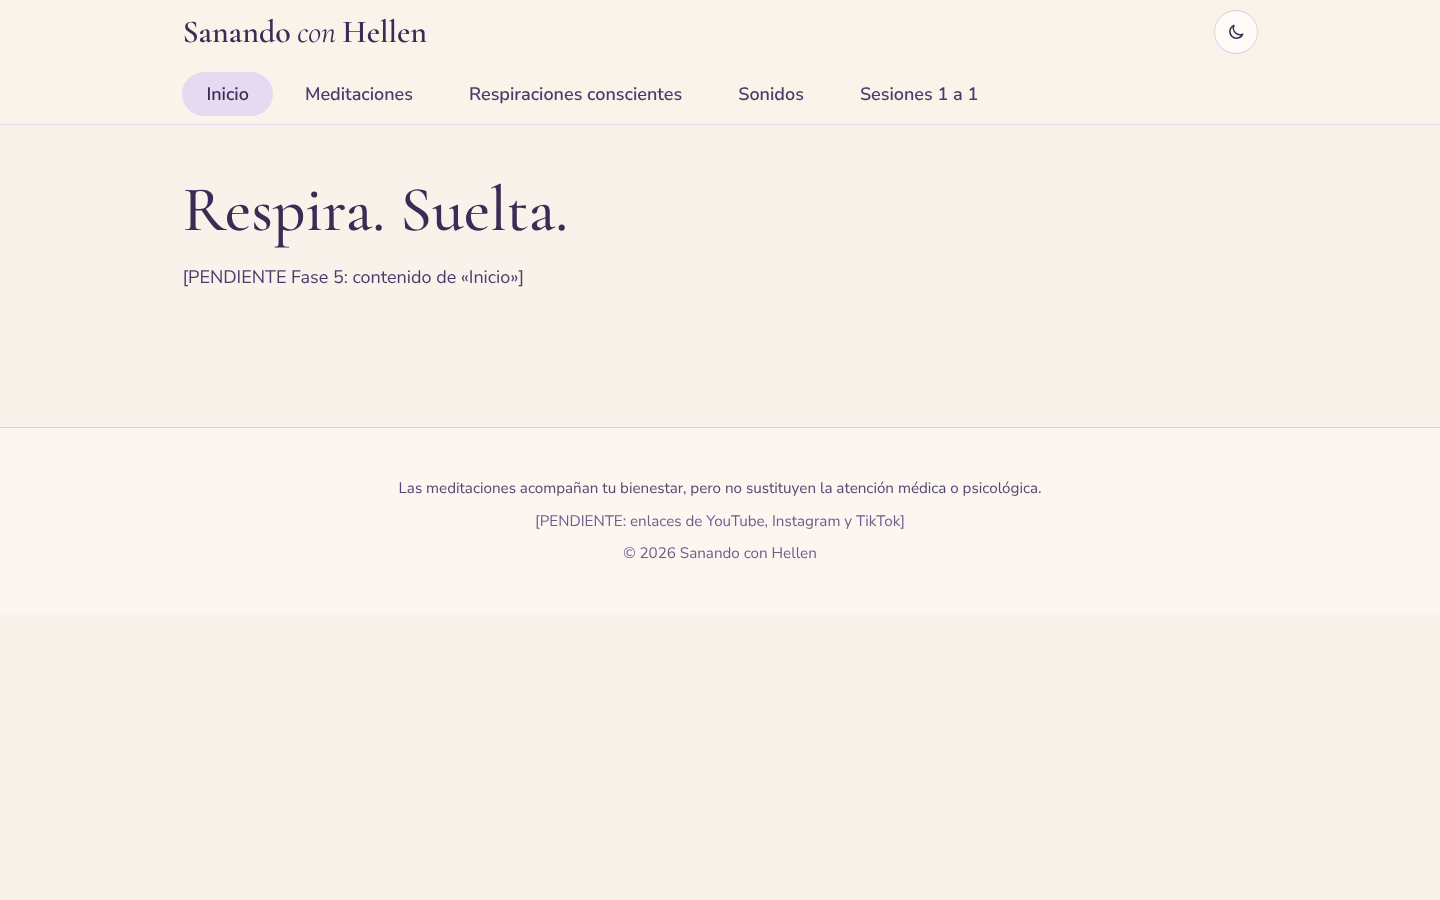 Sanando con Hellen
Inicio Meditaciones Respiraciones conscientes Sonidos Sesiones 1 a 1
Respira. Suelta.
[PENDIENTE Fase 5: contenido de «Inicio»]
Las meditaciones acompañan tu bienestar, pero no sustituyen la atención médica o psicológica.
[PENDIENTE: enlaces de YouTube, Instagram y TikTok]
© 2026 Sanando con Hellen